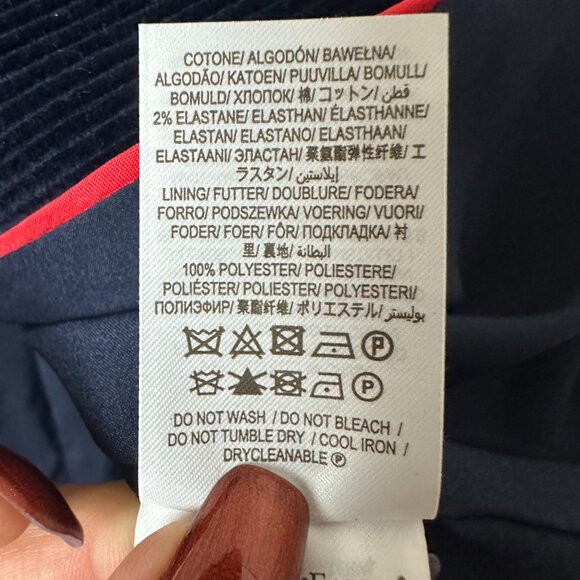 COTONE/ ALGODÓN/ BAWEŁNA/
ALGODÃO/ KATOEN/ PUUVILLA/ BOMULL/
BOMULD/ ХЛОПОК/ 棉/ コットン/ قطن/
2% ELASTANE/ ELASTHAN/ ÉLASTHANNE/
ELASTAN/ ELASTANO/ ELASTHAAN/
ELASTAANI/ ЭЛАСТАН/ 聚氨酯弹性纤维/ エ
ラスタン/ إيلاستين/
LINING/ FUTTER/ DOUBLURE/ FODERA/
FORRO/ PODSZEWKA/ VOERING/ VUORI/
FODER/ FOER/ FÔR/ ПОДКЛАДКА/ 衬
里/ 裏地/ البطانة/
100% POLYESTER/ POLIESTERE/
POLIÉSTER/ POLIESTER/ POLYESTERI/
ПОЛИЭФИР/ 聚酯纤维/ ポリエステル/ بوليستر/
P
P
DO NOT WASH / DO NOT BLEACH /
DO NOT TUMBLE DRY / COOL IRON /
DRYCLEANABLE Ⓟ